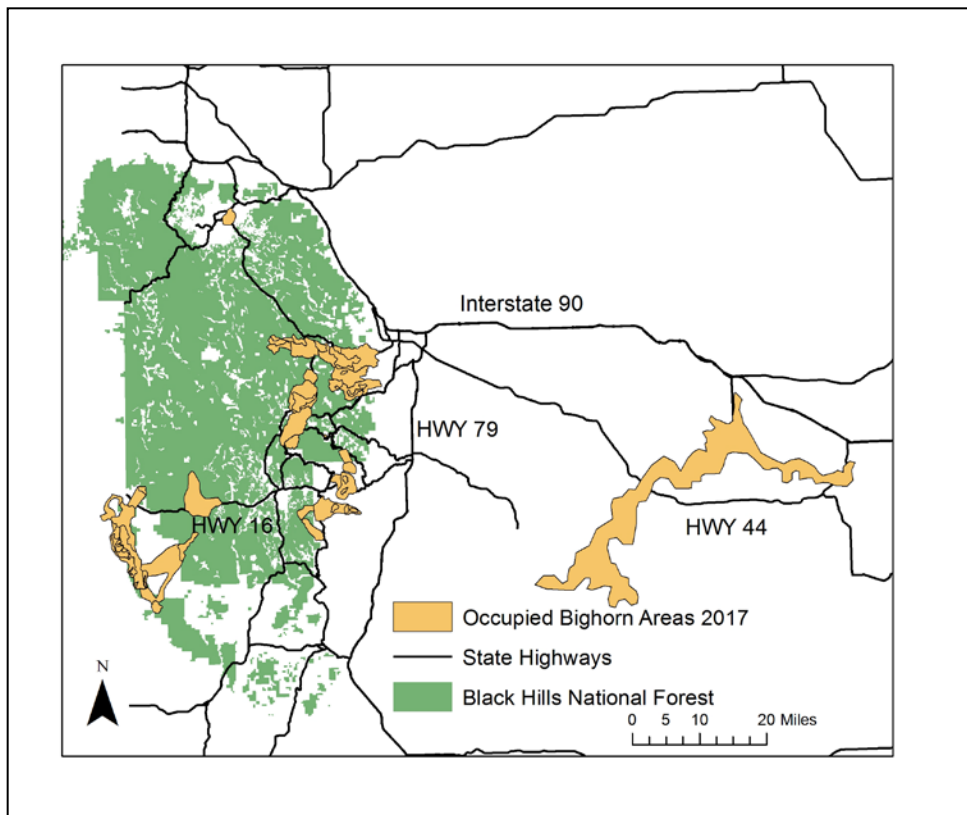 Interstate 90
HWY 79
HWY 16
HWY 44
Occupied Bighorn Areas 2017
State Highways
Black Hills National Forest
N
0 5 10 20 Miles